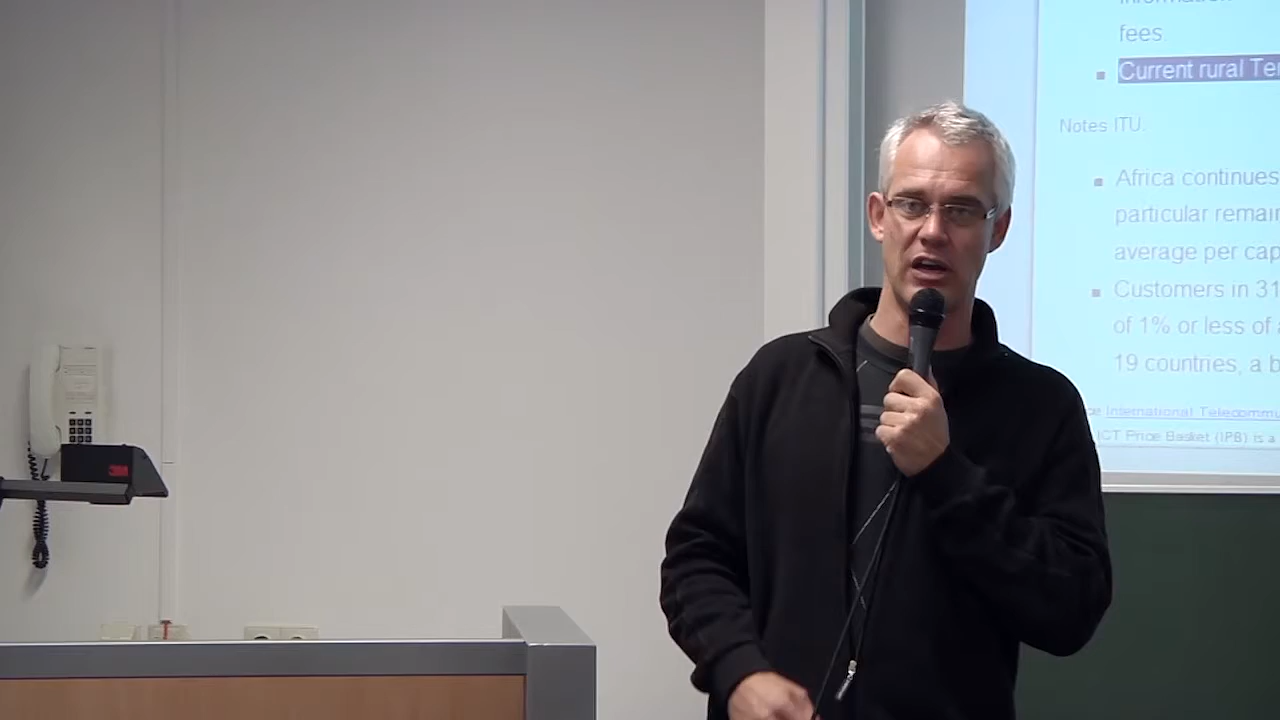 fees.
Current rural Te
Notes ITU.
Africa continues
particular remain
average per cap
Customers in 31
of 1% or less of a
19 countries, a b
International Telecommu
ICT Price Basket (IPB) is a
3M